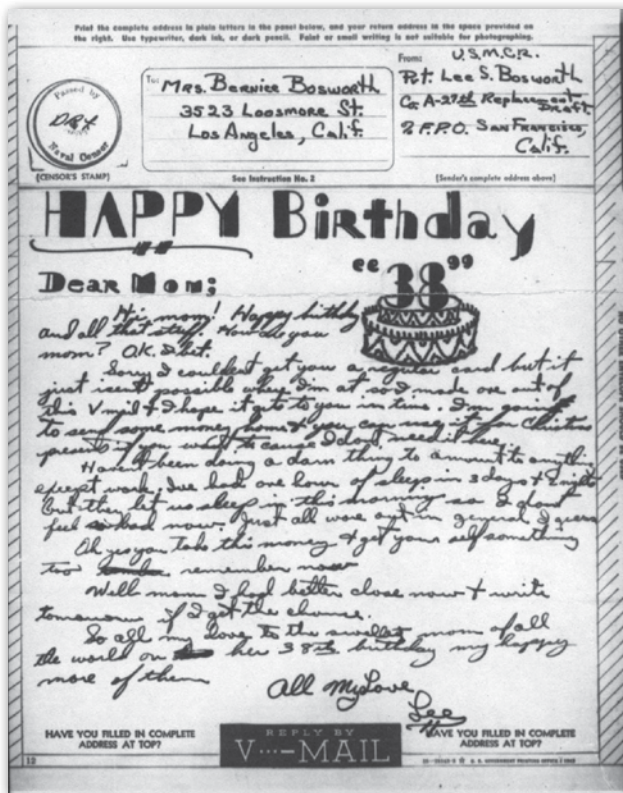 Print the complete address in plain letters in the panel below, and your return address in the space provided on
the right. Use typewriter, dark ink, or dark pencil. Faint or small writing is not suitable for photographing.
Passed by
Naval Censor
(CENSOR'S STAMP)
To: Mrs. Bernice Bosworth
3523 Loosmore St.
Los Angeles, Calif.
See Instruction No. 2
From: U.S.M.C.R.
Pvt. Lee S. Bosworth
Co A-27th Replacement
Draft
F.P.O. San Francisco,
Calif.
(Sender's complete address above)
HAPPY Birthday
Dear Mom;
"38"
Hi, mom! Happy birthday
and all that stuff. How do you
mom? O.K. I bet.
Sorry I couldn't get you a regular card but it
just isent possible where I'm at so I made one out of
this V mail & I hope it gets to you in time. I'm going
to send some money home & you can use it for Christmas
presents if you want to cause I dont need it here.
Haven't been doing a darn thing to amount to anything
except work. I've had one hour of sleep in 3 days & 2 night
but they let us sleep in this morning so I dont
feel bad now. Just all wore out in general I guess
Oh yes you take this money & get your self something
too remember now
Well mom I had better close now & write
tomorrow if I get the chance.
So all my love to the sweetest mom of all
the world on her 38th birthday my happy
more of them
All My Love
Lee
HAVE YOU FILLED IN COMPLETE
ADDRESS AT TOP?
REPLY BY
V···—MAIL
HAVE YOU FILLED IN COMPLETE
ADDRESS AT TOP?
12